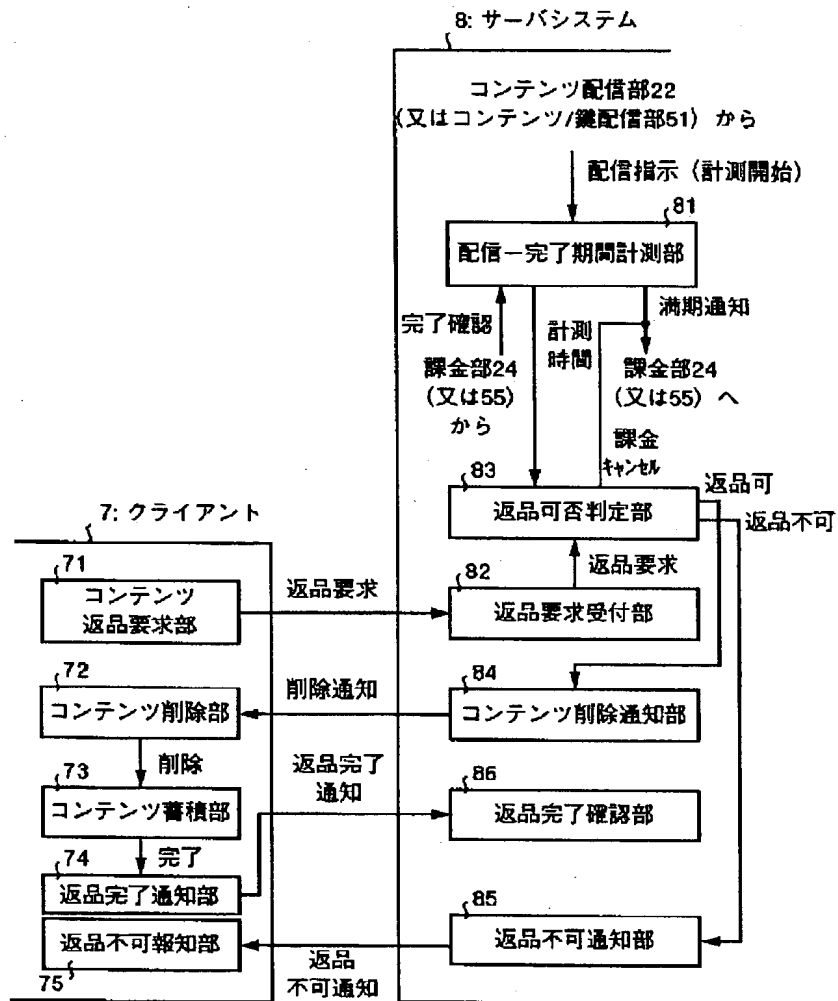 8: サーバシステム
コンテンツ配信部22
(又はコンテンツ/鍵配信部51) から
配信指示 (計測開始)
81
配信ー完了期間計測部
満期通知
完了確認
計測
時間
課金部24
(又は55)
から
課金部24
(又は55) へ
課金
キャンセル
83
返品可
返品可否判定部
返品不可
7: クライアント
71
コンテンツ
返品要求部
返品要求
返品要求
82
返品要求受付部
72
コンテンツ削除部
削除通知
84
コンテンツ削除通知部
削除
73
コンテンツ蓄積部
返品完了
通知
86
返品完了確認部
完了
74
返品完了通知部
85
返品不可報知部
返品不可通知部
75
返品
不可通知